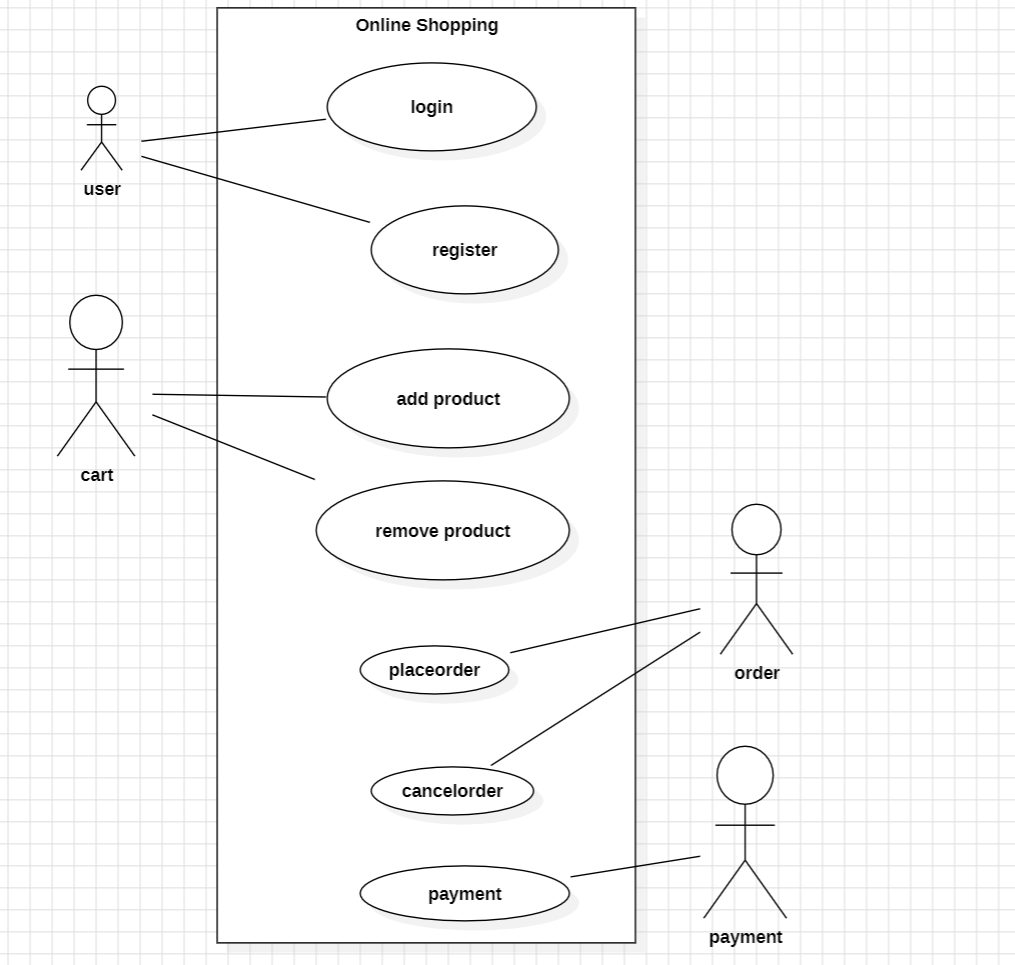 Online Shopping
login
user
register
add product
cart
remove product
placeorder
order
cancelorder
payment
payment